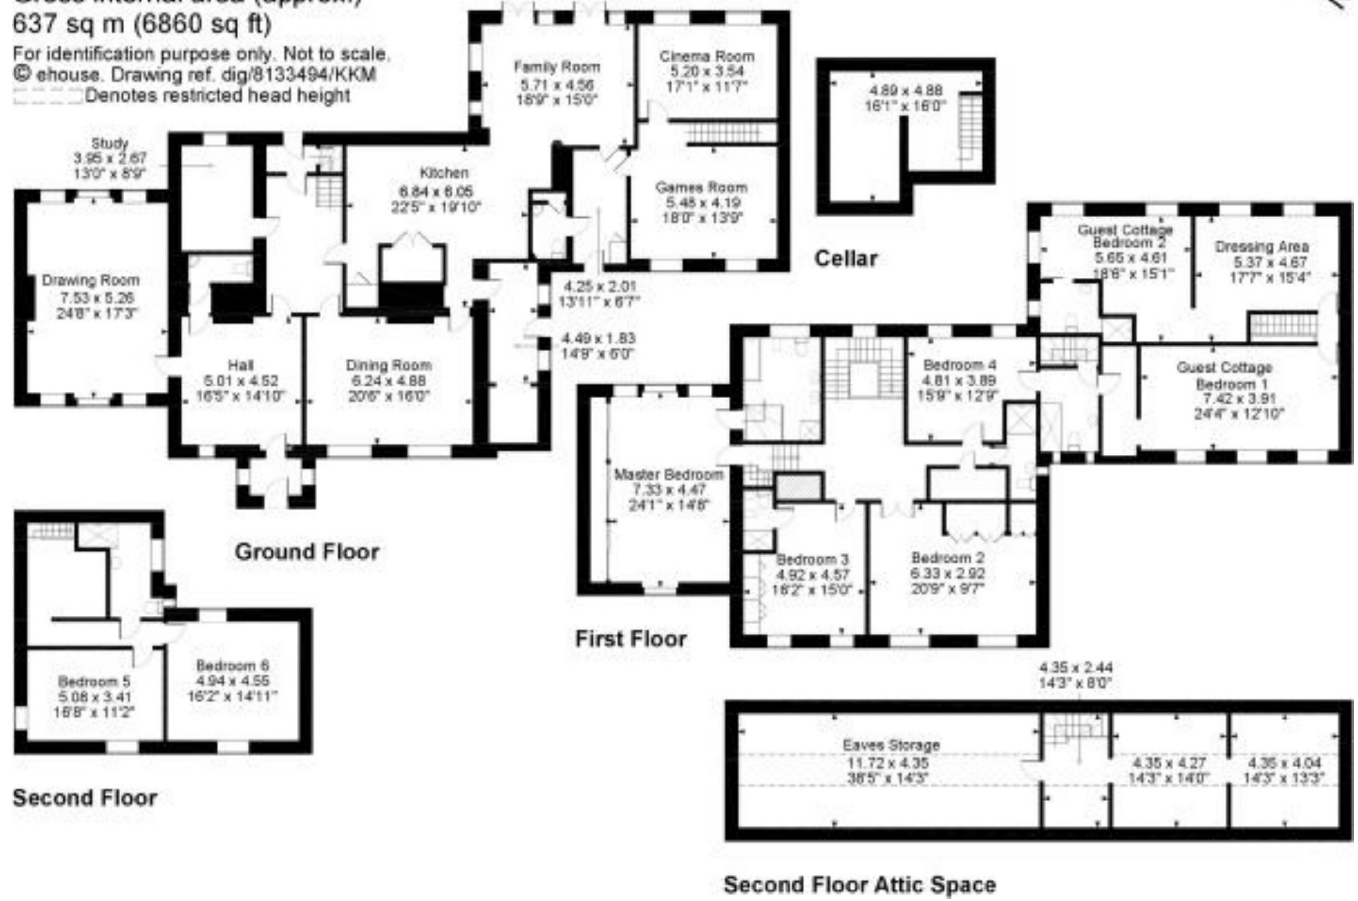 Gross internal area (approx.)
637 sq m (6860 sq ft)
For identification purpose only. Not to scale.
© ehouse. Drawing ref. dig/8133494/KKM
Denotes restricted head height
Study
3.95 x 2.67
13'0" x 8'9"
Drawing Room
7.53 x 5.26
24'8" x 17'3"
Hall
5.01 x 4.52
16'5" x 14'10"
Dining Room
6.24 x 4.88
20'6" x 16'0"
Kitchen
6.84 x 6.05
22'5" x 19'10"
Family Room
5.71 x 4.56
18'9" x 15'0"
Cinema Room
5.20 x 3.54
17'1" x 11'7"
Games Room
5.48 x 4.19
18'0" x 13'9"
4.25 x 2.01
13'11" x 6'7"
4.49 x 1.83
14'9" x 6'0"
Ground Floor
4.89 x 4.88
16'1" x 16'0"
Cellar
Guest Cottage
Bedroom 2
5.65 x 4.61
18'6" x 15'1"
Dressing Area
5.37 x 4.67
17'7" x 15'4"
Guest Cottage
Bedroom 1
7.42 x 3.91
24'4" x 12'10"
Bedroom 4
4.81 x 3.89
15'9" x 12'9"
Master Bedroom
7.33 x 4.47
24'1" x 14'8"
Bedroom 3
4.92 x 4.57
16'2" x 15'0"
Bedroom 2
6.33 x 2.92
20'9" x 9'7"
First Floor
Bedroom 5
5.08 x 3.41
16'8" x 11'2"
Bedroom 6
4.94 x 4.55
16'2" x 14'11"
Second Floor
4.35 x 2.44
14'3" x 8'0"
Eaves Storage
11.72 x 4.35
38'5" x 14'3"
4.35 x 4.27
14'3" x 14'0"
4.35 x 4.04
14'3" x 13'3"
Second Floor Attic Space